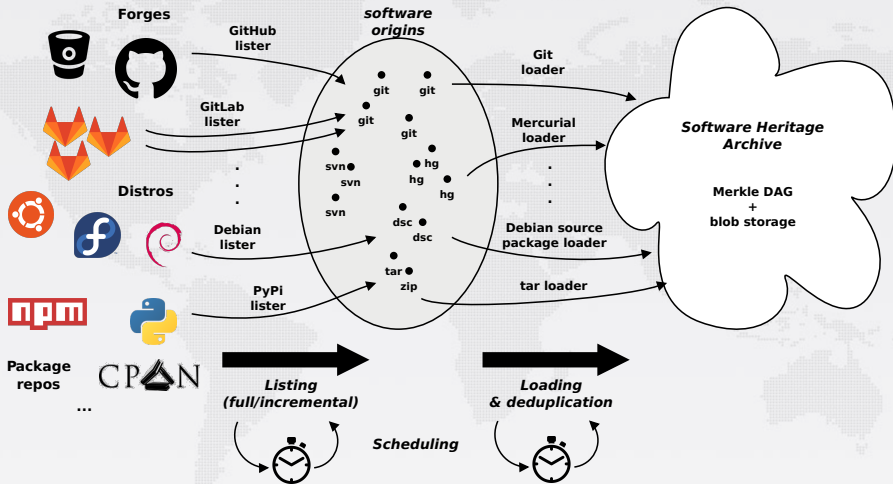 Forges
GitHub
lister
GitLab
lister
.
.
.
Distros
Debian
lister
PyPi
lister
npm
Package
repos
CPAN
...
software
origins
git
git
git
git
svn
svn
svn
hg
hg
hg
dsc
dsc
tar
zip
Git
loader
Mercurial
loader
.
.
.
Debian source
package loader
tar loader
Software Heritage
Archive
Merkle DAG
+
blob storage
Listing
(full/incremental)
Loading
& deduplication
Scheduling